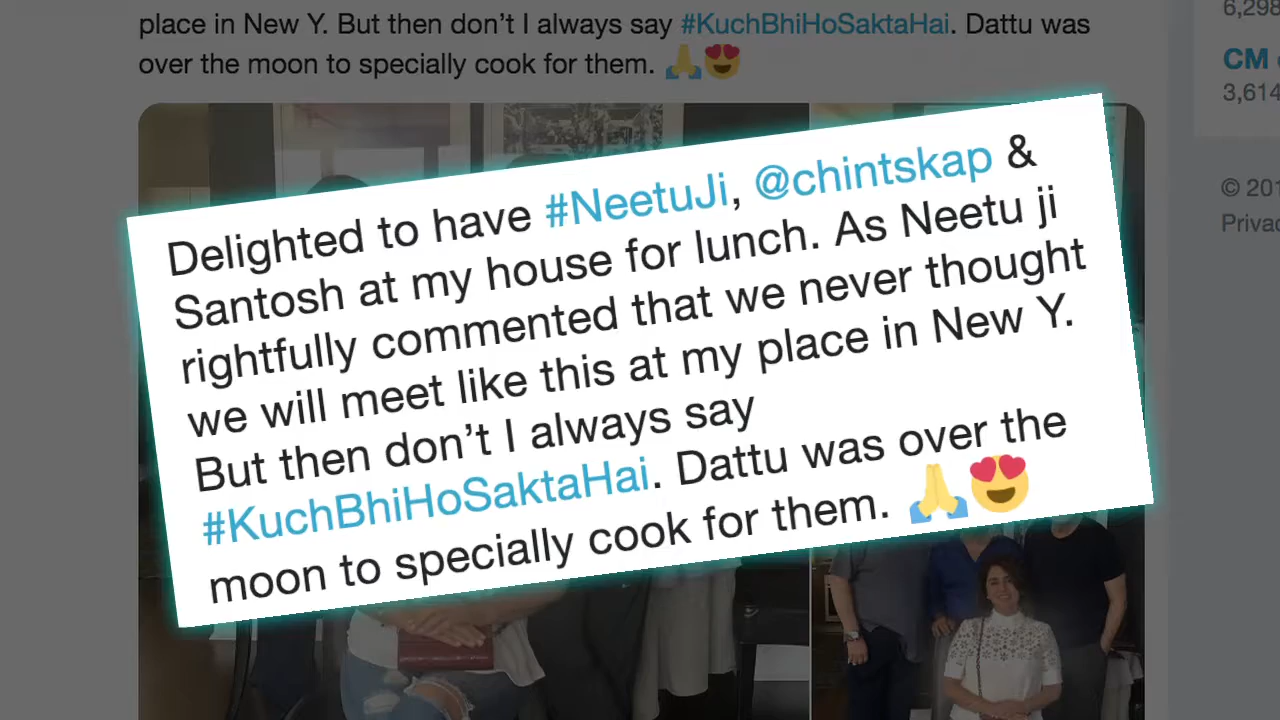 place in New Y. But then don’t I always say #KuchBhiHoSaktaHai. Dattu was
over the moon to specially cook for them. 🙏😍
6,298
CM
3,614
Delighted to have #NeetuJi, @chintskap &
Santosh at my house for lunch. As Neetu ji
rightfully commented that we never thought
we will meet like this at my place in New Y.
But then don’t I always say
#KuchBhiHoSaktaHai. Dattu was over the
moon to specially cook for them. 🙏😍
© 201
Privac